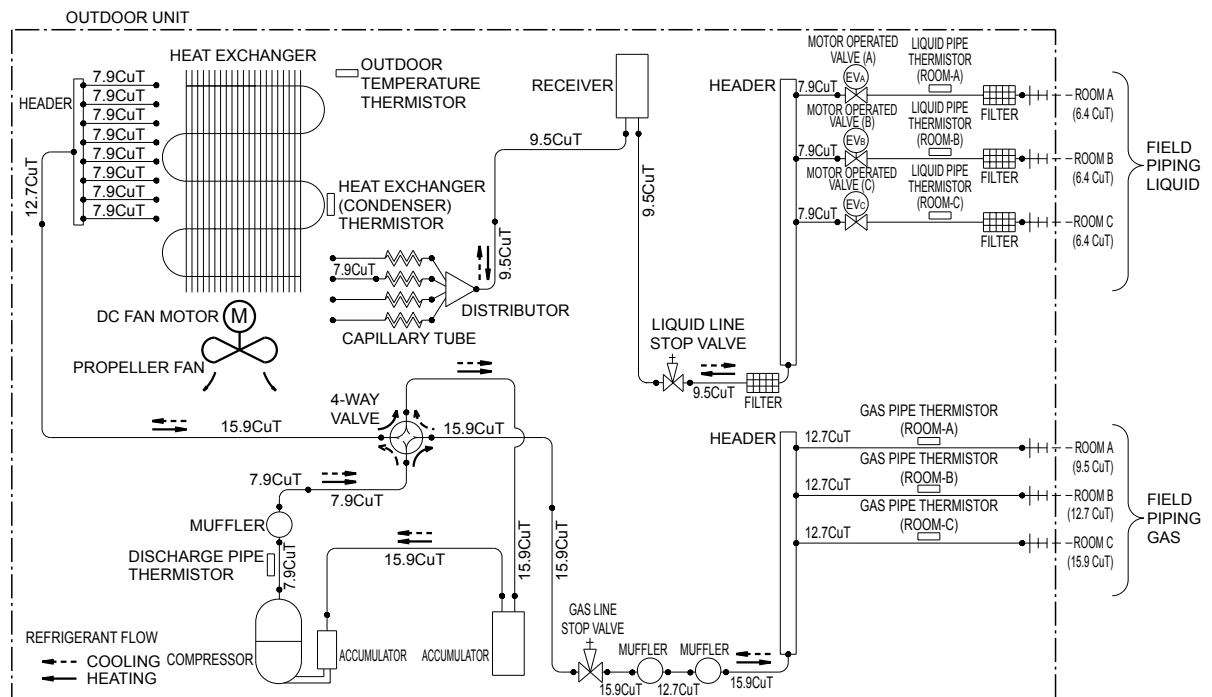 OUTDOOR UNIT
HEAT EXCHANGER
7.9CuT
7.9CuT
7.9CuT
7.9CuT
7.9CuT
7.9CuT
7.9CuT
7.9CuT
HEADER
12.7CuT
OUTDOOR
TEMPERATURE
THERMISTOR
HEAT EXCHANGER
(CONDENSER)
THERMISTOR
RECEIVER
9.5CuT
9.5CuT
9.5CuT
7.9CuT
DISTRIBUTOR
CAPILLARY TUBE
DC FAN MOTOR
M
PROPELLER FAN
HEADER
MOTOR OPERATED
VALVE (A)
EVA
7.9CuT
LIQUID PIPE
THERMISTOR
(ROOM-A)
FILTER
ROOM A
(6.4 CuT)
MOTOR OPERATED
VALVE (B)
EVB
7.9CuT
LIQUID PIPE
THERMISTOR
(ROOM-B)
FILTER
ROOM B
(6.4 CuT)
MOTOR OPERATED
VALVE (C)
EVC
7.9CuT
LIQUID PIPE
THERMISTOR
(ROOM-C)
FILTER
ROOM C
(6.4 CuT)
FIELD
PIPING
LIQUID
LIQUID LINE
STOP VALVE
9.5CuT
FILTER
4-WAY
VALVE
15.9CuT
15.9CuT
7.9CuT
MUFFLER
DISCHARGE PIPE
THERMISTOR
7.9CuT
15.9CuT
15.9CuT
15.9CuT
HEADER
GAS PIPE THERMISTOR
(ROOM-A)
12.7CuT
ROOM A
(9.5 CuT)
GAS PIPE THERMISTOR
(ROOM-B)
12.7CuT
ROOM B
(12.7 CuT)
GAS PIPE THERMISTOR
(ROOM-C)
12.7CuT
ROOM C
(15.9 CuT)
FIELD
PIPING
GAS
GAS LINE
STOP VALVE
MUFFLER
MUFFLER
15.9CuT
12.7CuT
15.9CuT
REFRIGERANT FLOW
COOLING
HEATING
COMPRESSOR
ACCUMULATOR
ACCUMULATOR